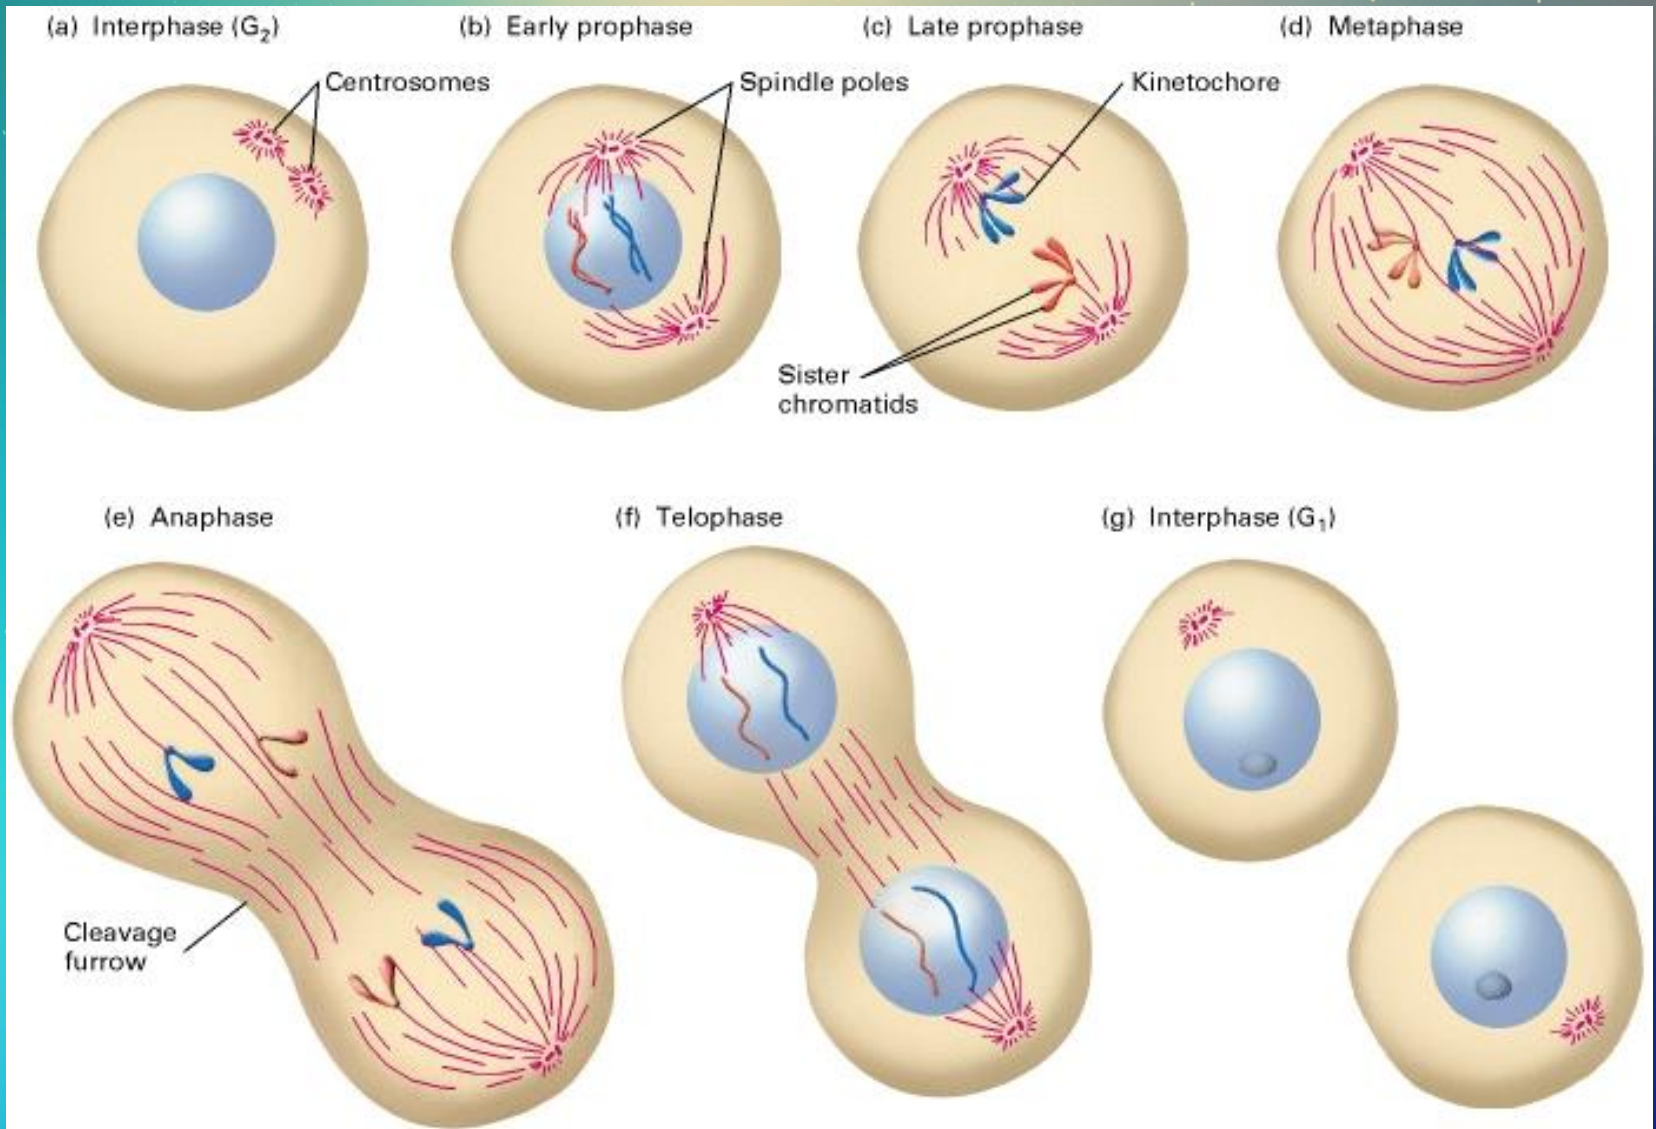 (a) Interphase (G₂)
(b) Early prophase
(c) Late prophase
(d) Metaphase
Centrosomes
Spindle poles
Kinetochore
Sister
chromatids
(e) Anaphase
(f) Telophase
(g) Interphase (G₁)
Cleavage
furrow